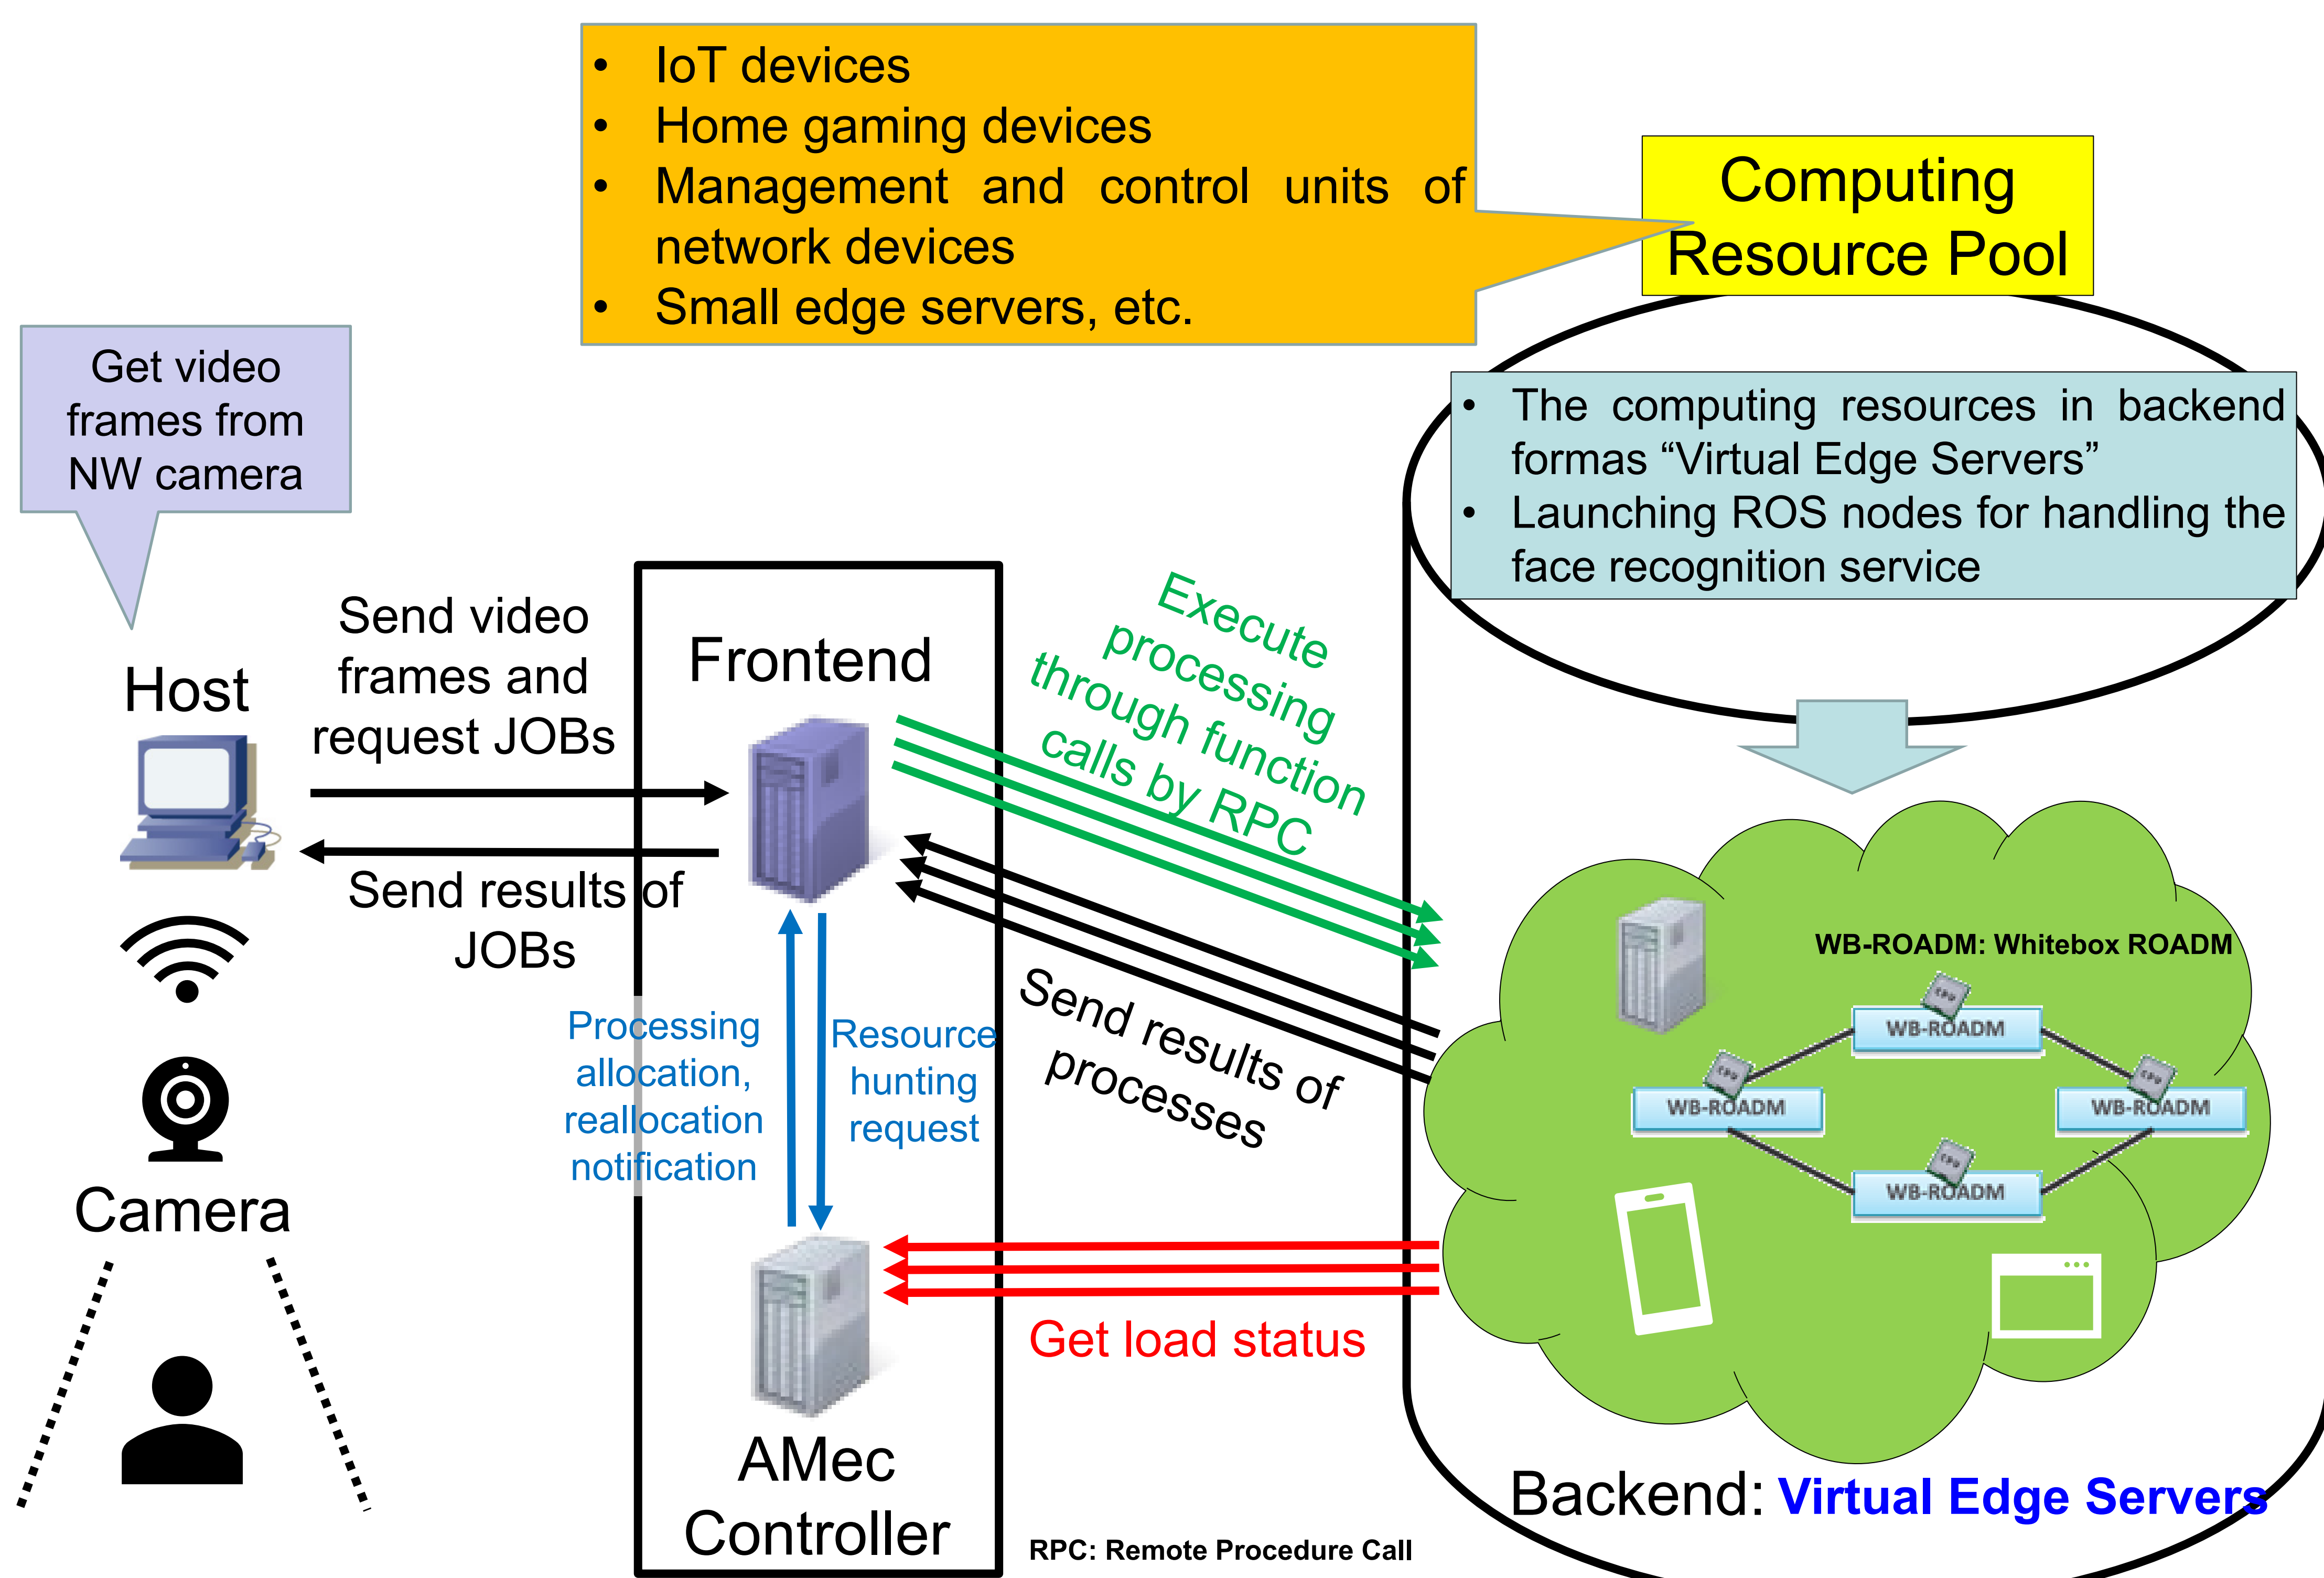 • IoT devices
• Home gaming devices
• Management and control units of
network devices
• Small edge servers, etc.
Computing
Resource Pool
Get video
frames from
NW camera
• The computing resources in backend
formas “Virtual Edge Servers”
• Launching ROS nodes for handling the
face recognition service
Host
Send video
frames and
request JOBs
Send results of
JOBs
Camera
Frontend
Processing
allocation,
reallocation
notification
Resource
hunting
request
AMec
Controller
Execute
processing
through function
calls by RPC
Send results of
processes
Get load status
RPC: Remote Procedure Call
WB-ROADM: Whitebox ROADM
CPU
WB-ROADM
CPU
WB-ROADM
CPU
WB-ROADM
CPU
WB-ROADM
Backend: Virtual Edge Servers